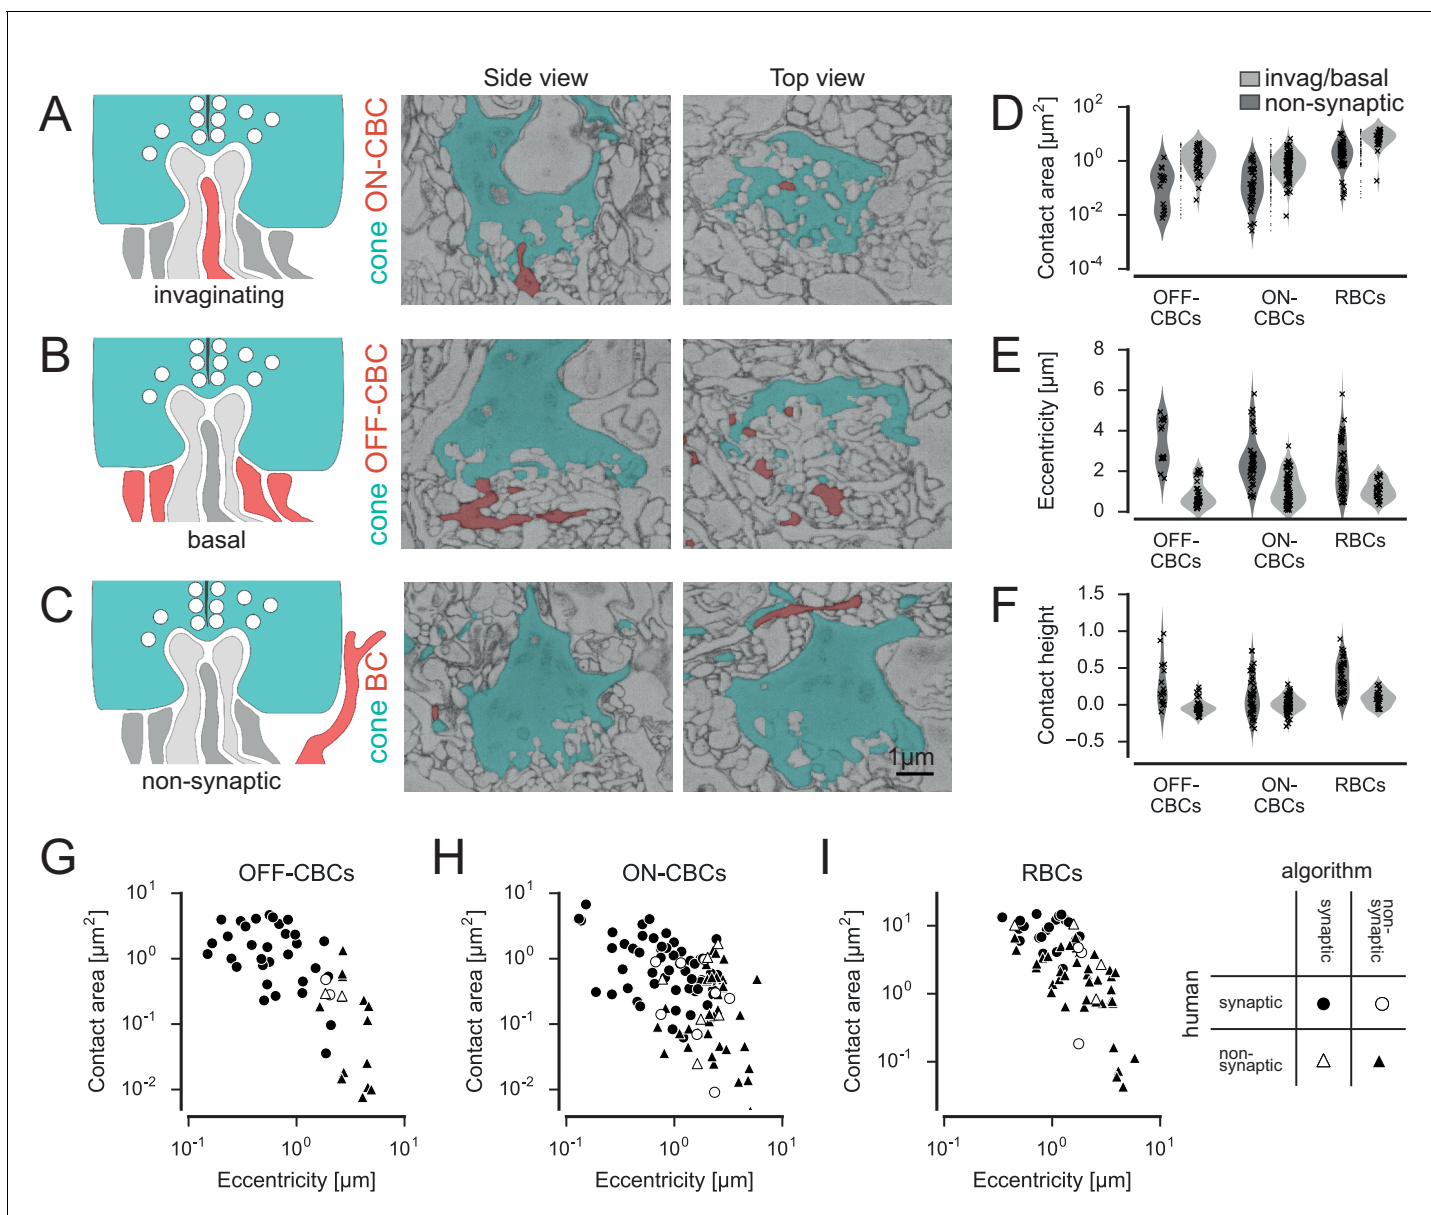 Side view
Top view
A
cone ON-CBC
invaginating
B
cone OFF-CBC
basal
C
cone BC
non-synaptic
1μm
invag/basal
non-synaptic
D
Contact area [μm²]
10²
10⁰
10⁻²
10⁻⁴
OFF-
CBCs
ON-
CBCs
RBCs
E
Eccentricity [μm]
8
6
4
2
0
OFF-
CBCs
ON-
CBCs
RBCs
F
Contact height
1.5
1.0
0.5
0.0
−0.5
OFF-
CBCs
ON-
CBCs
RBCs
G
OFF-CBCs
Contact area [μm²]
10¹
10⁰
10⁻¹
10⁻²
10⁻¹ 10⁰ 10¹
Eccentricity [μm]
H
ON-CBCs
Contact area [μm²]
10¹
10⁰
10⁻¹
10⁻²
10⁻¹ 10⁰ 10¹
Eccentricity [μm]
I
RBCs
Contact area [μm²]
10¹
10⁰
10⁻¹
10⁻¹ 10⁰ 10¹
Eccentricity [μm]
algorithm
synaptic
non-
synaptic
human
synaptic
non-
synaptic